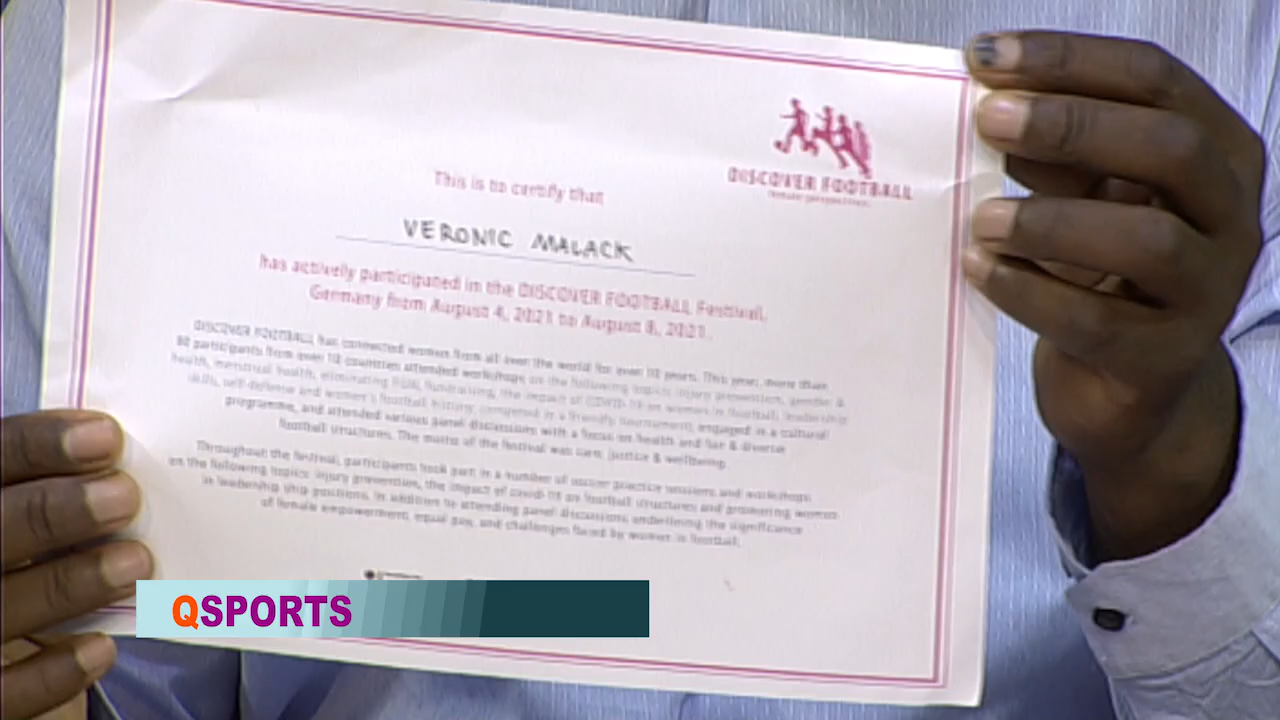 DISCOVER FOOTBALL
This is to certify that
VERONIC MALACK
has actively participated in the DISCOVER FOOTBALL Festival,
Germany from August 4, 2021 to August 8, 2021.
DISCOVER FOOTBALL has connected women from all over the world for over 10 years. This year, more than
80 participants from over 10 countries attended workshops on the following topics: injury prevention, gender &
health, menstrual health, eliminating FGM, fundraising, the impact of COVID-19 on women in football, leadership
skills, self-defense and women's football history, competed in a friendly tournament, engaged in a cultural
programme, and attended various panel discussions with a focus on health and fair & diverse
football structures. The motto of the festival was care, justice & wellbeing.
Throughout the festival, participants took part in a number of soccer practice sessions and workshops
on the following topics: injury prevention, the impact of covid-19 on football structures and promoting women
in leadership positions, in addition to attending panel discussions underlining the significance
of female empowerment, equal pay, and challenges faced by women in football.
QSPORTS